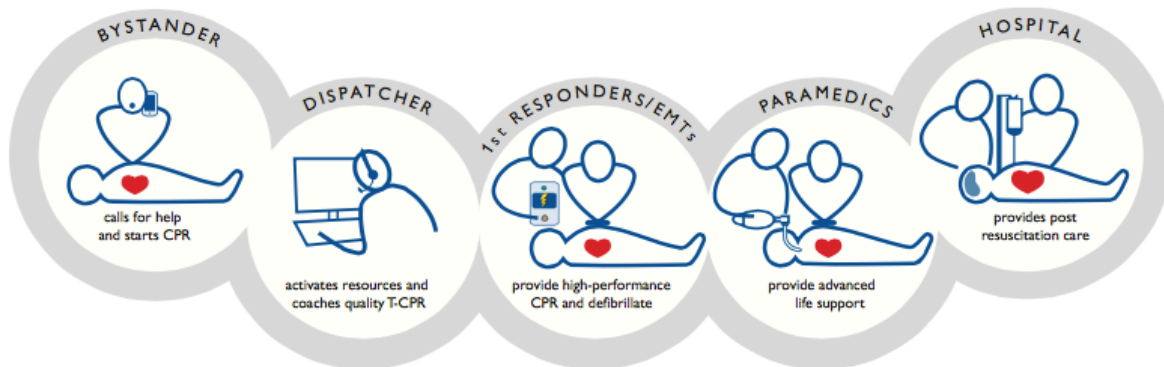 BYSTANDER
calls for help
and starts CPR
DISPATCHER
activates resources and
coaches quality T-CPR
1st RESPONDERS/EMTs
provide high-performance
CPR and defibrillate
PARAMEDICS
provide advanced
life support
HOSPITAL
provides post
resuscitation care